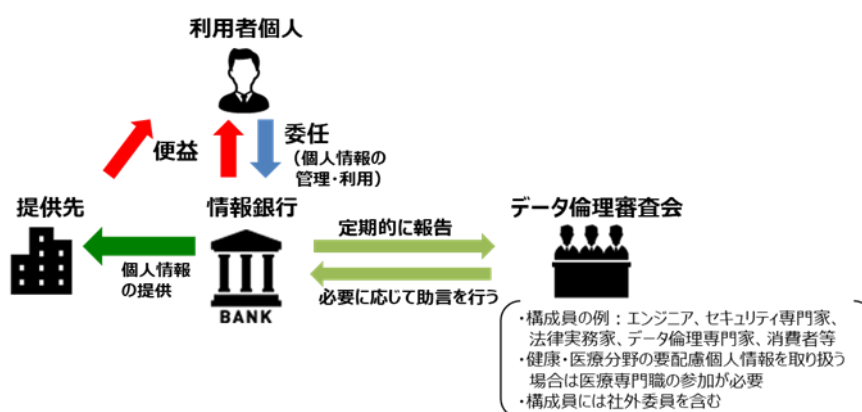 利用者個人
便益
委任
（個人情報の
管理・利用）
提供先
情報銀行
データ倫理審査会
定期的に報告
個人情報
の提供
必要に応じて助言を行う
BANK
・構成員の例：エンジニア、セキュリティ専門家、
法律実務家、データ倫理専門家、消費者等
・健康・医療分野の要配慮個人情報を取り扱う
場合は医療専門職の参加が必要
・構成員には社外委員を含む